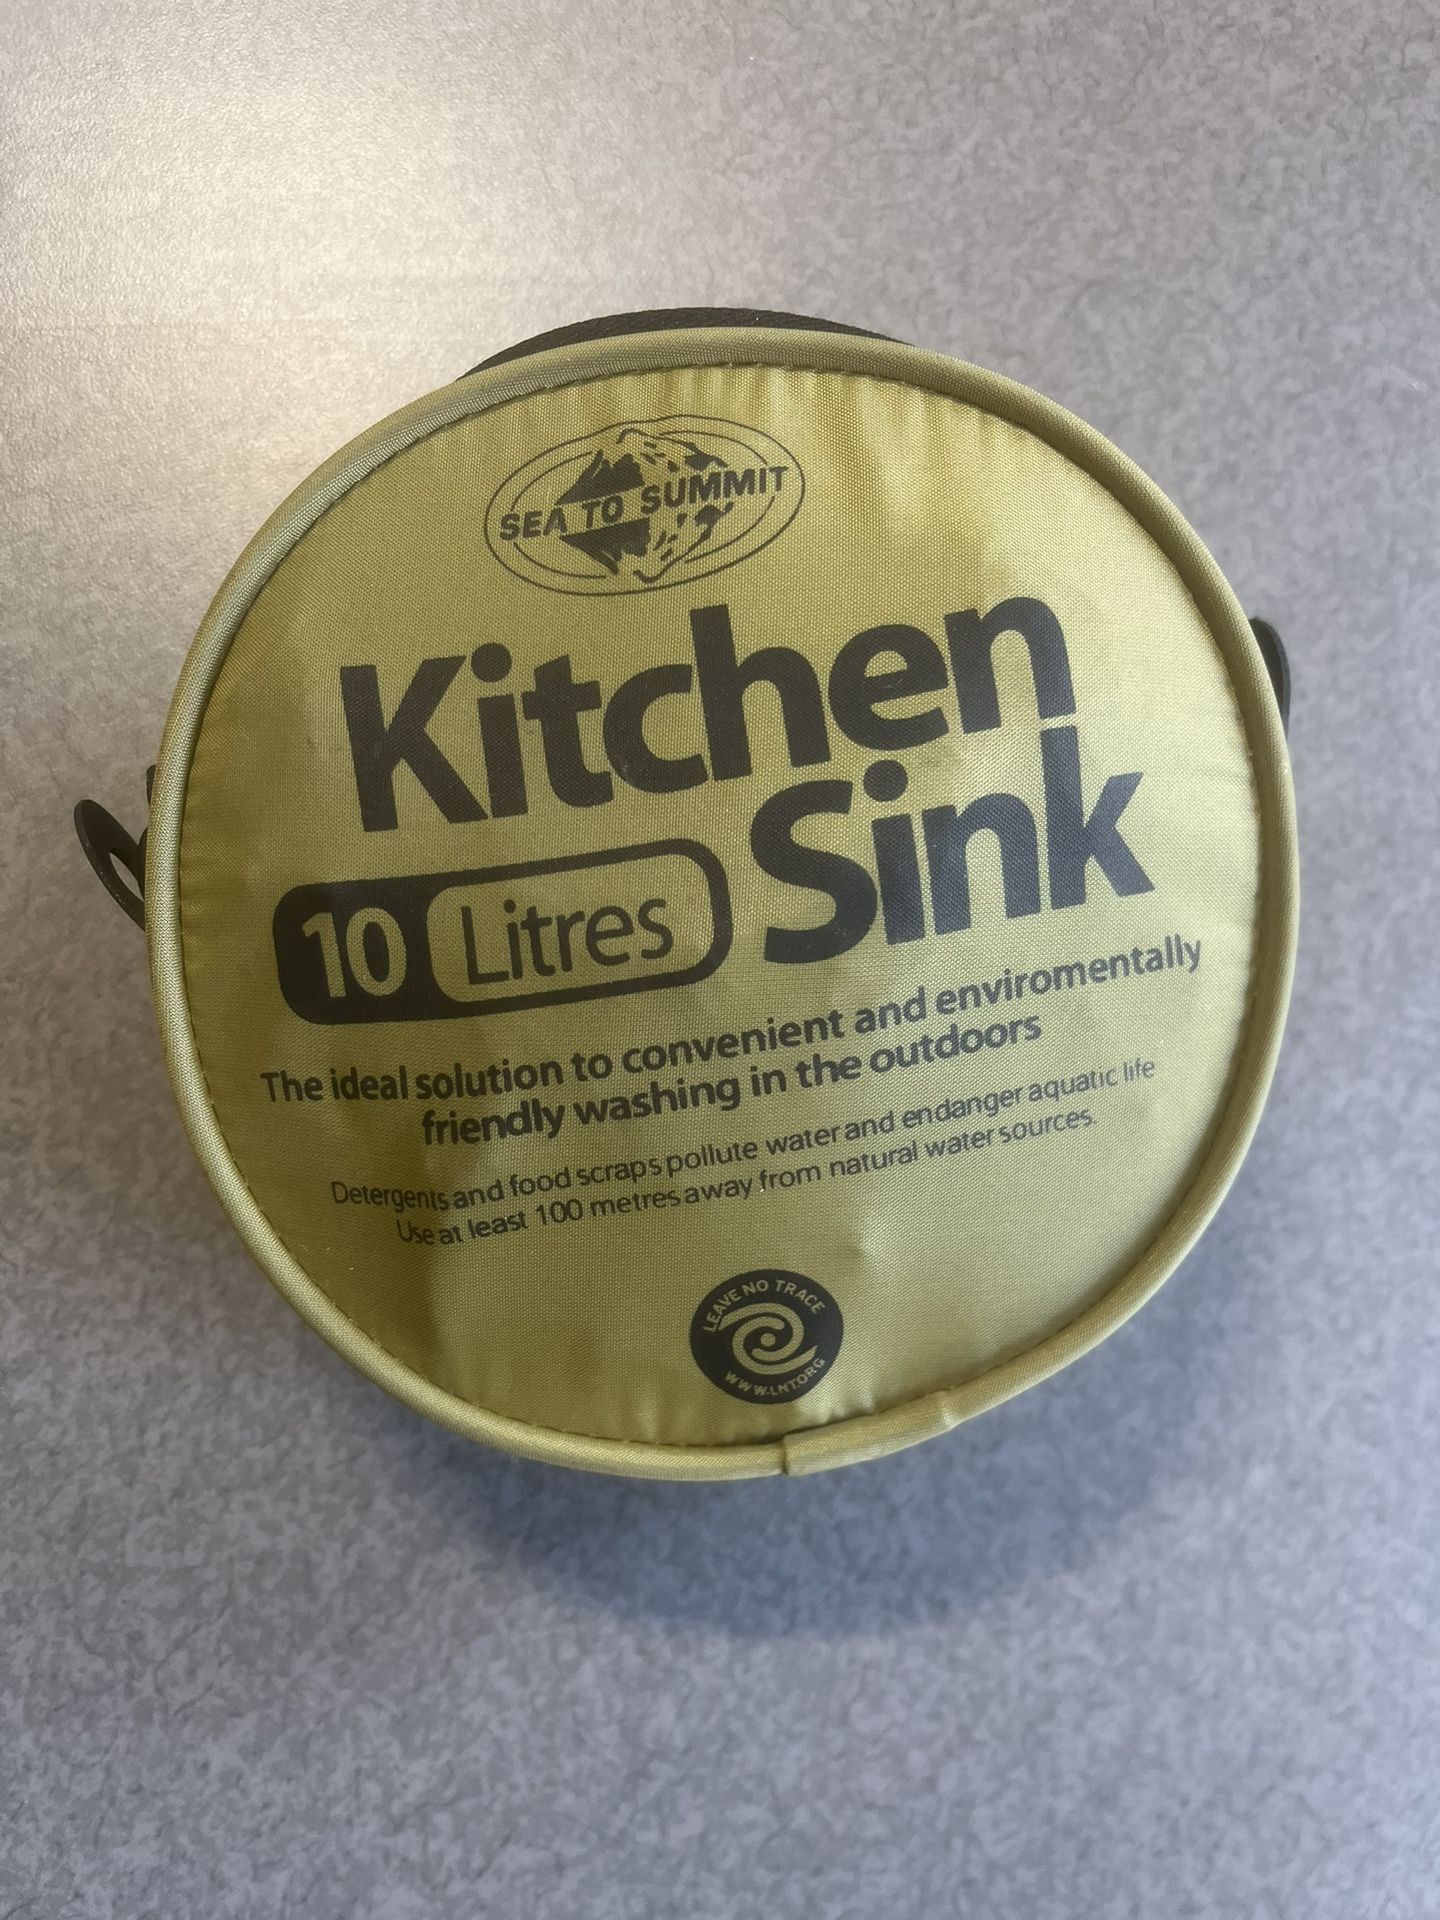 SEA TO SUMMIT
Kitchen
10 Litres Sink
The ideal solution to convenient and enviromentally
friendly washing in the outdoors
Detergents and food scraps pollute water and endanger aquatic life
Use at least 100 metres away from natural water sources.
LEAVE NO TRACE
WWW.LNT.ORG